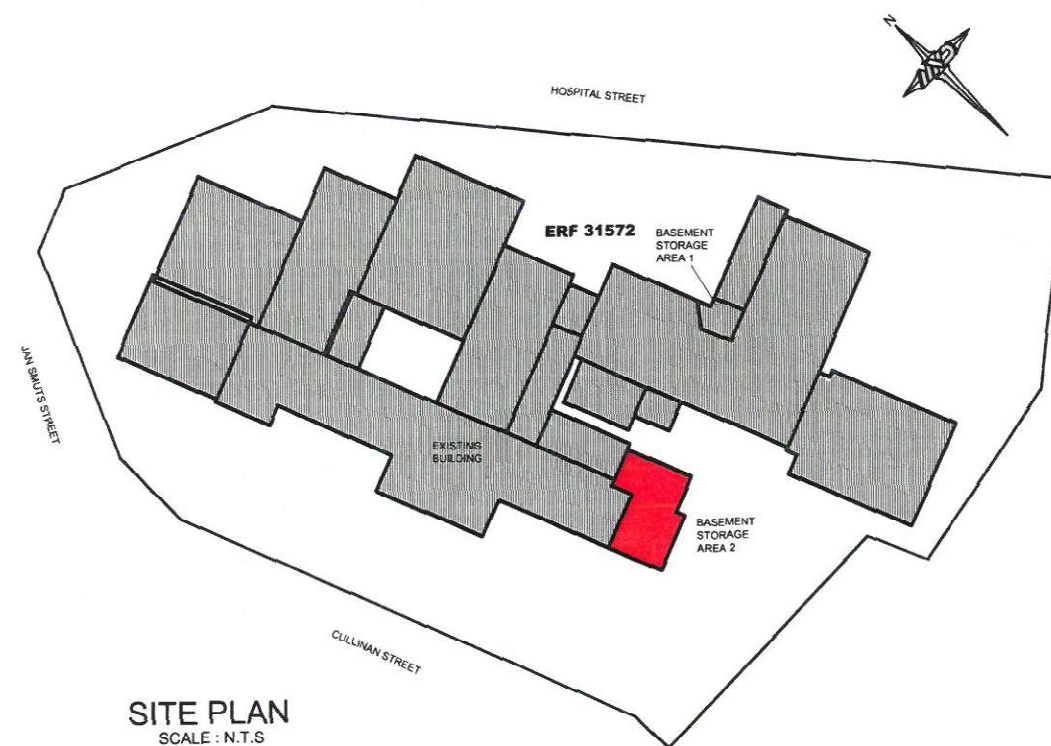 N
HOSPITAL STREET
ERF 31572
BASEMENT
STORAGE
AREA 1
JAN SMUTS STREET
EXISTING
BUILDING
BASEMENT
STORAGE
AREA 2
CULLINAN STREET
SITE PLAN
SCALE : N.T.S